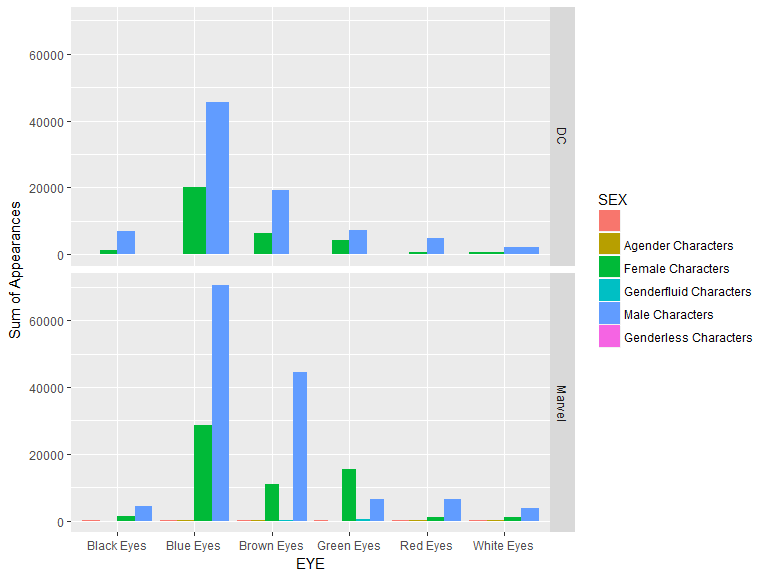 60000
40000
20000
0
DC
60000
40000
20000
0
Marvel
Sum of Appearances
Black Eyes Blue Eyes Brown Eyes Green Eyes Red Eyes White Eyes
EYE
SEX
Agender Characters
Female Characters
Genderfluid Characters
Male Characters
Genderless Characters